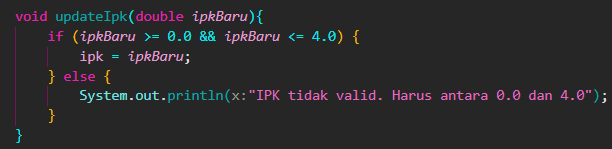 void updateIpk(double ipkBaru){
    if (ipkBaru >= 0.0 && ipkBaru <= 4.0) {
        ipk = ipkBaru;
    } else {
        System.out.println(x:"IPK tidak valid. Harus antara 0.0 dan 4.0");
    }
}